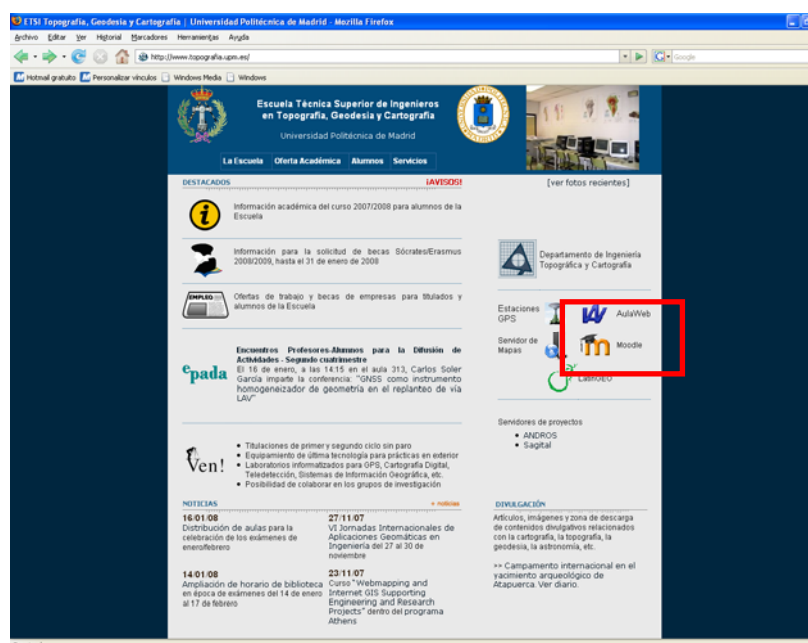 ETSI Topografía, Geodesia y Cartografía | Universidad Politécnica de Madrid - Mozilla Firefox
Archivo Editar Ver Historial Marcadores Herramientas Ayuda
http://www.topografia.upm.es/
Google
Hotmail gratuito Personalizar vínculos Windows Media Windows
Escuela Técnica Superior de Ingenieros
en Topografía, Geodesia y Cartografía
Universidad Politécnica de Madrid
La Escuela Oferta Académica Alumnos Servicios
DESTACADOS
¡AVISOS!
[ver fotos recientes]
Información académica del curso 2007/2008 para alumnos de la
Escuela
Información para la solicitud de becas Sócrates/Erasmus
2008/2009, hasta el 31 de enero de 2008
EMPLEO
Ofertas de trabajo y becas de empresas para titulados y
alumnos de la Escuela
epada
Encuentros Profesores-Alumnos para la Difusión de
Actividades - Segundo cuatrimestre
El 16 de enero, a las 14:15 en el aula 313, Carlos Soler
García imparte la conferencia: "GNSS como instrumento
homogeneizador de geometría en el replanteo de vía
LAV"
Ven!
Titulaciones de primer y segundo ciclo sin paro
Equipamiento de última tecnología para prácticas en exterior
Laboratorios informatizados para GPS, Cartografía Digital,
Teledetección, Sistemas de Información Geográfica, etc.
Posibilidad de colaborar en los grupos de investigación
Departamento de Ingeniería
Topográfica y Cartografía
Estaciones
GPS
AulaWeb
Servidor de
Mapas
Moodle
LatinGEO
Servidores de proyectos
ANDROS
Sagital
NOTICIAS
+ noticias
16/01/08
Distribución de aulas para la
celebración de los exámenes de
enero/febrero
14/01/08
Ampliación de horario de biblioteca
en época de exámenes del 14 de enero
al 17 de febrero
27/11/07
VI Jornadas Internacionales de
Aplicaciones Geomáticas en
Ingeniería del 27 al 30 de
noviembre
23/11/07
Curso "Webmapping and
Internet GIS Supporting
Engineering and Research
Projects" dentro del programa
Athens
DIVULGACIÓN
Artículos, imágenes y zona de descarga
de contenidos divulgativos relacionados
con la cartografía, la topografía, la
geodesia, la astronomía, etc.
>> Campamento internacional en el
yacimiento arqueológico de
Atapuerca. Ver diario.